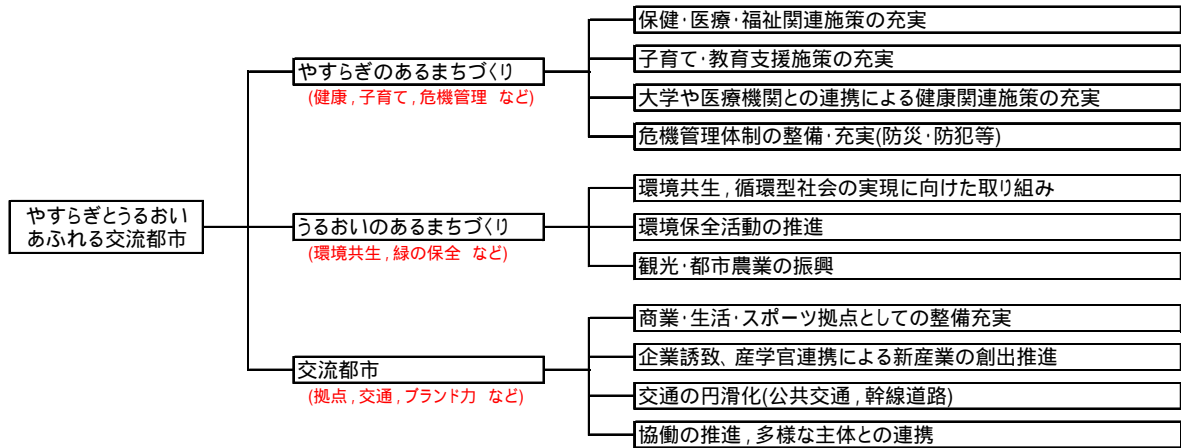 やすらぎとうるおい
あふれる交流都市
やすらぎのあるまちづくり
(健康,子育て,危機管理 など)
保健・医療・福祉関連施策の充実
子育て・教育支援施策の充実
大学や医療機関との連携による健康関連施策の充実
危機管理体制の整備・充実(防災・防犯等)
うるおいのあるまちづくり
(環境共生,緑の保全 など)
環境共生,循環型社会の実現に向けた取り組み
環境保全活動の推進
観光・都市農業の振興
交流都市
(拠点,交通,ブランド力 など)
商業・生活・スポーツ拠点としての整備充実
企業誘致、産学官連携による新産業の創出推進
交通の円滑化(公共交通,幹線道路)
協働の推進,多様な主体との連携